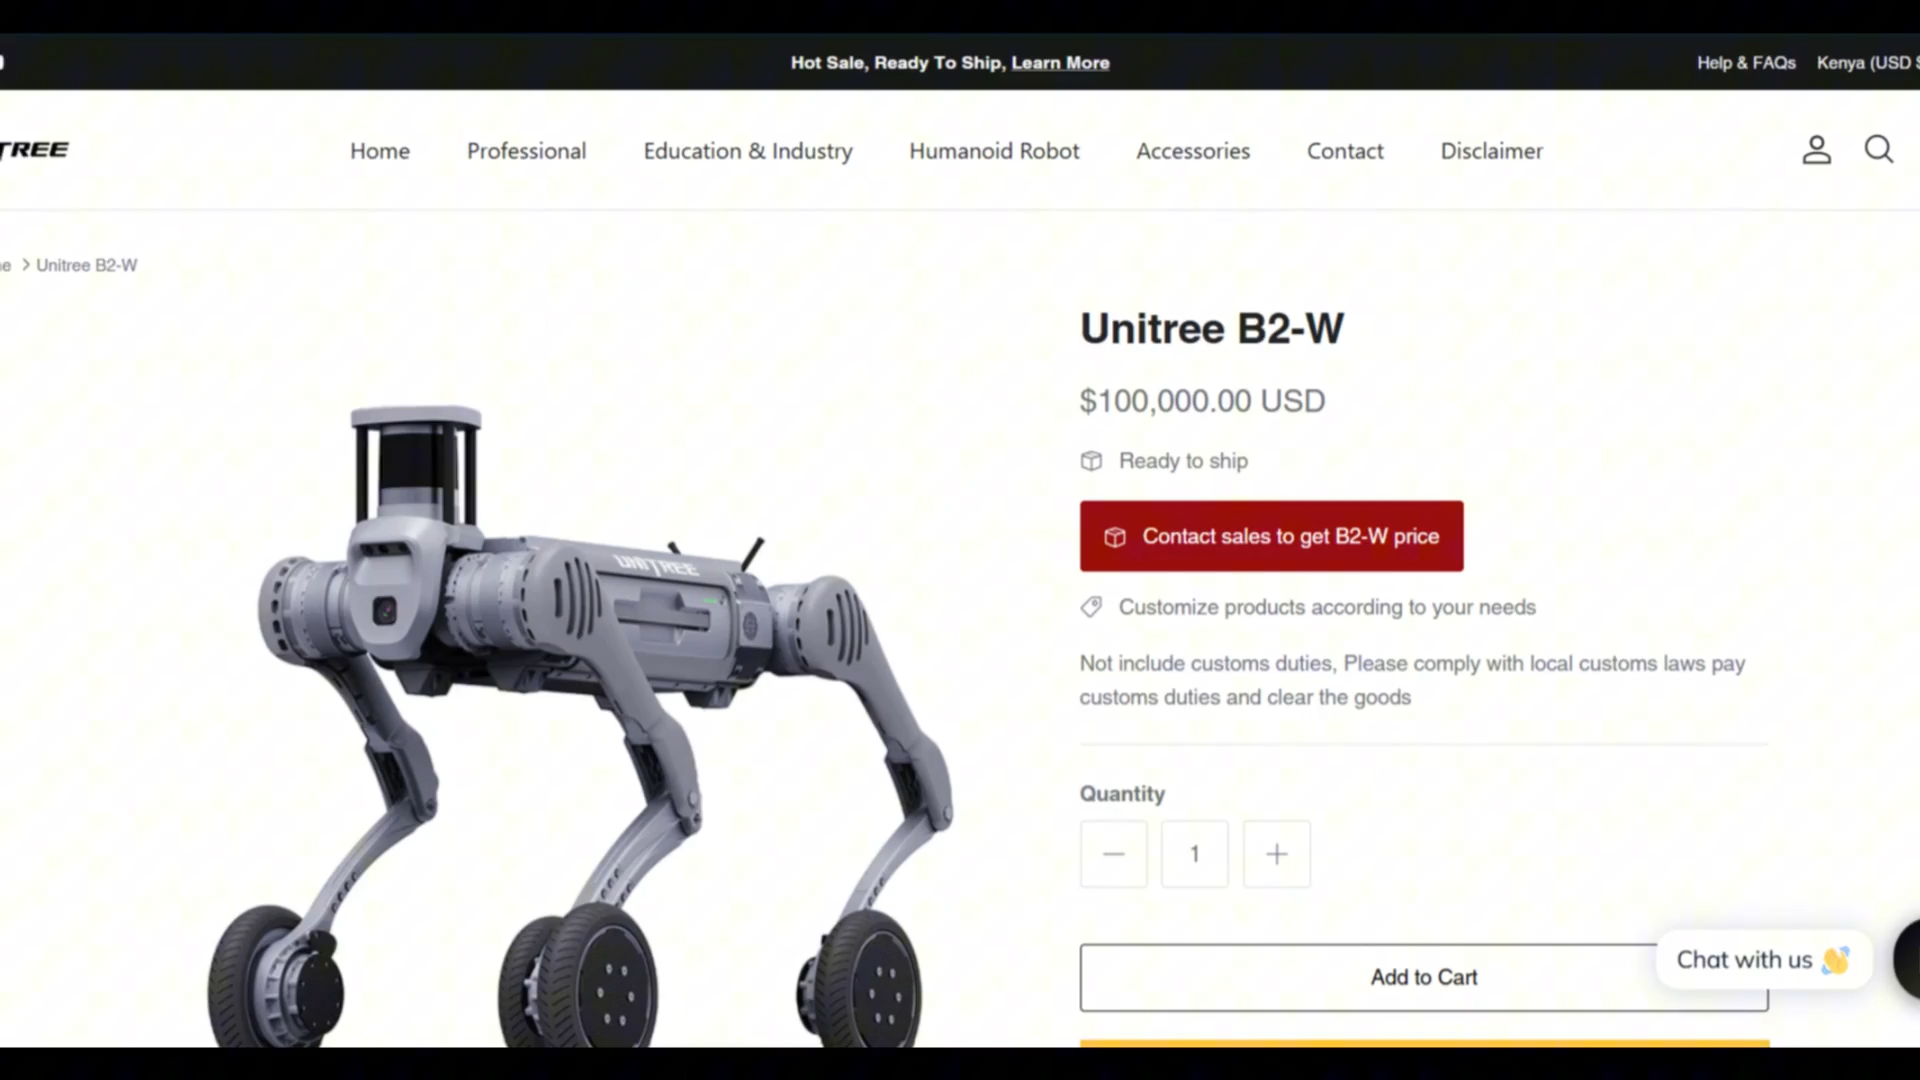 Hot Sale, Ready To Ship, Learn More
Help & FAQs
Kenya (USD $
TREE
Home
Professional
Education & Industry
Humanoid Robot
Accessories
Contact
Disclaimer
Unitree B2-W
Unitree B2-W
$100,000.00 USD
Ready to ship
Contact sales to get B2-W price
Customize products according to your needs
Not include customs duties, Please comply with local customs laws pay
customs duties and clear the goods
Quantity
1
Add to Cart
Chat with us
UNITREE